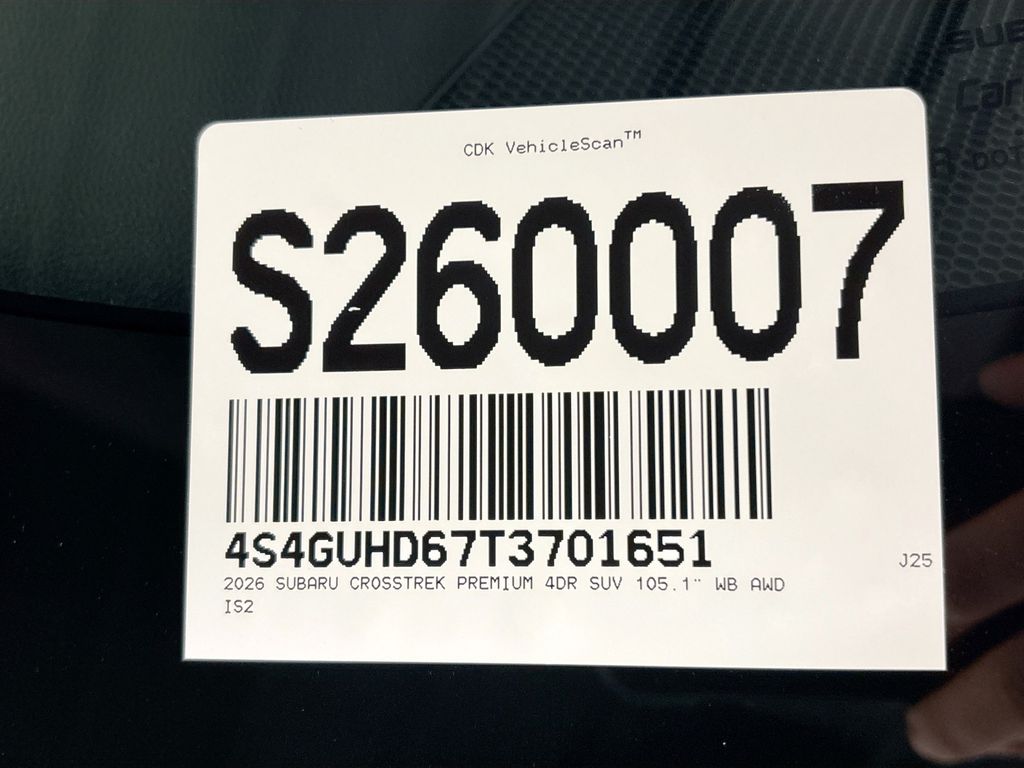 CDK VehicleScan™
S260007
4S4GUHD67T3701651
2026 SUBARU CROSSTREK PREMIUM 4DR SUV 105.1" WB AWD
J25
IS2